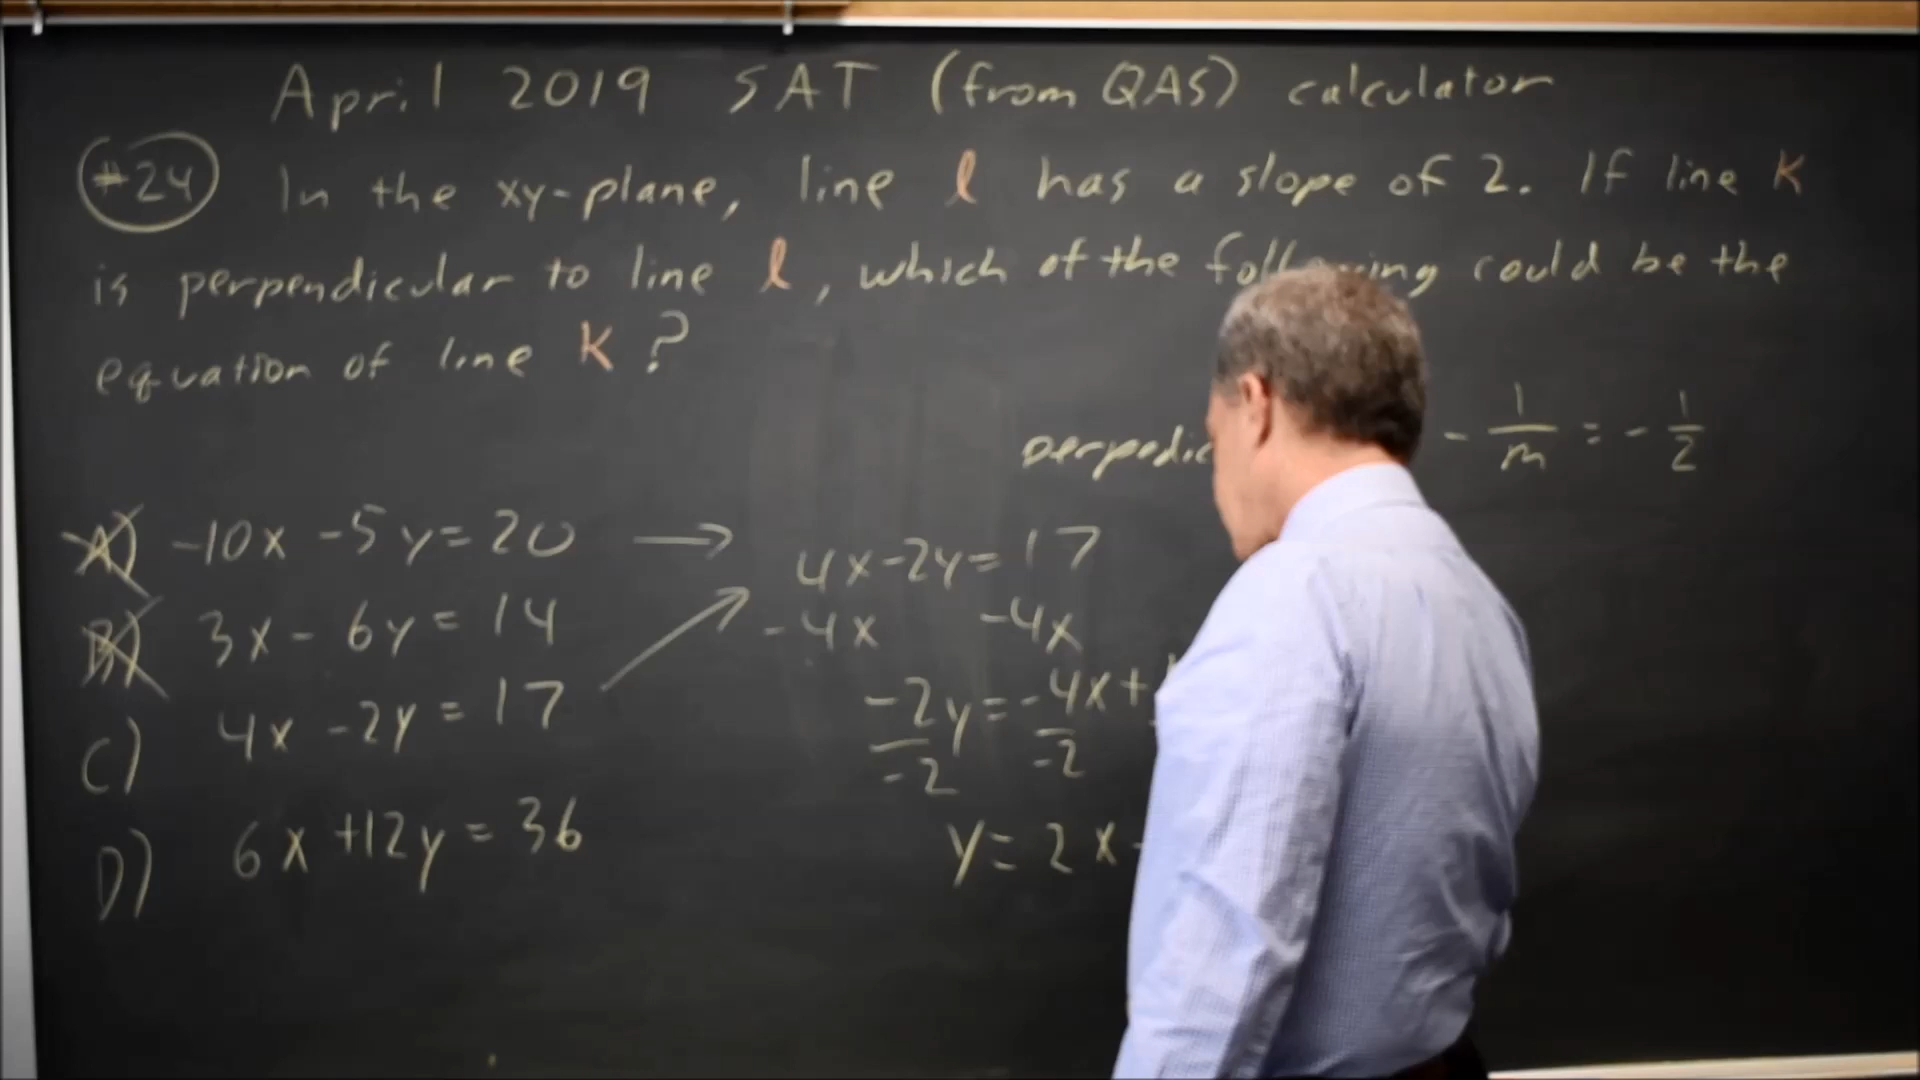 April 2019 SAT (from QAS) calculator
#24 In the xy-plane, line l has a slope of 2. If line K
is perpendicular to line l, which of the following could be the
equation of line K?
perpedic - 1/m = - 1/2
A) -10x -5y = 20 →
B) 3x - 6y = 14
C) 4x -2y = 17
D) 6x +12y = 36
4x-2y= 17
-4x -4x
-2y = -4x+
-2 -2
y= 2x-